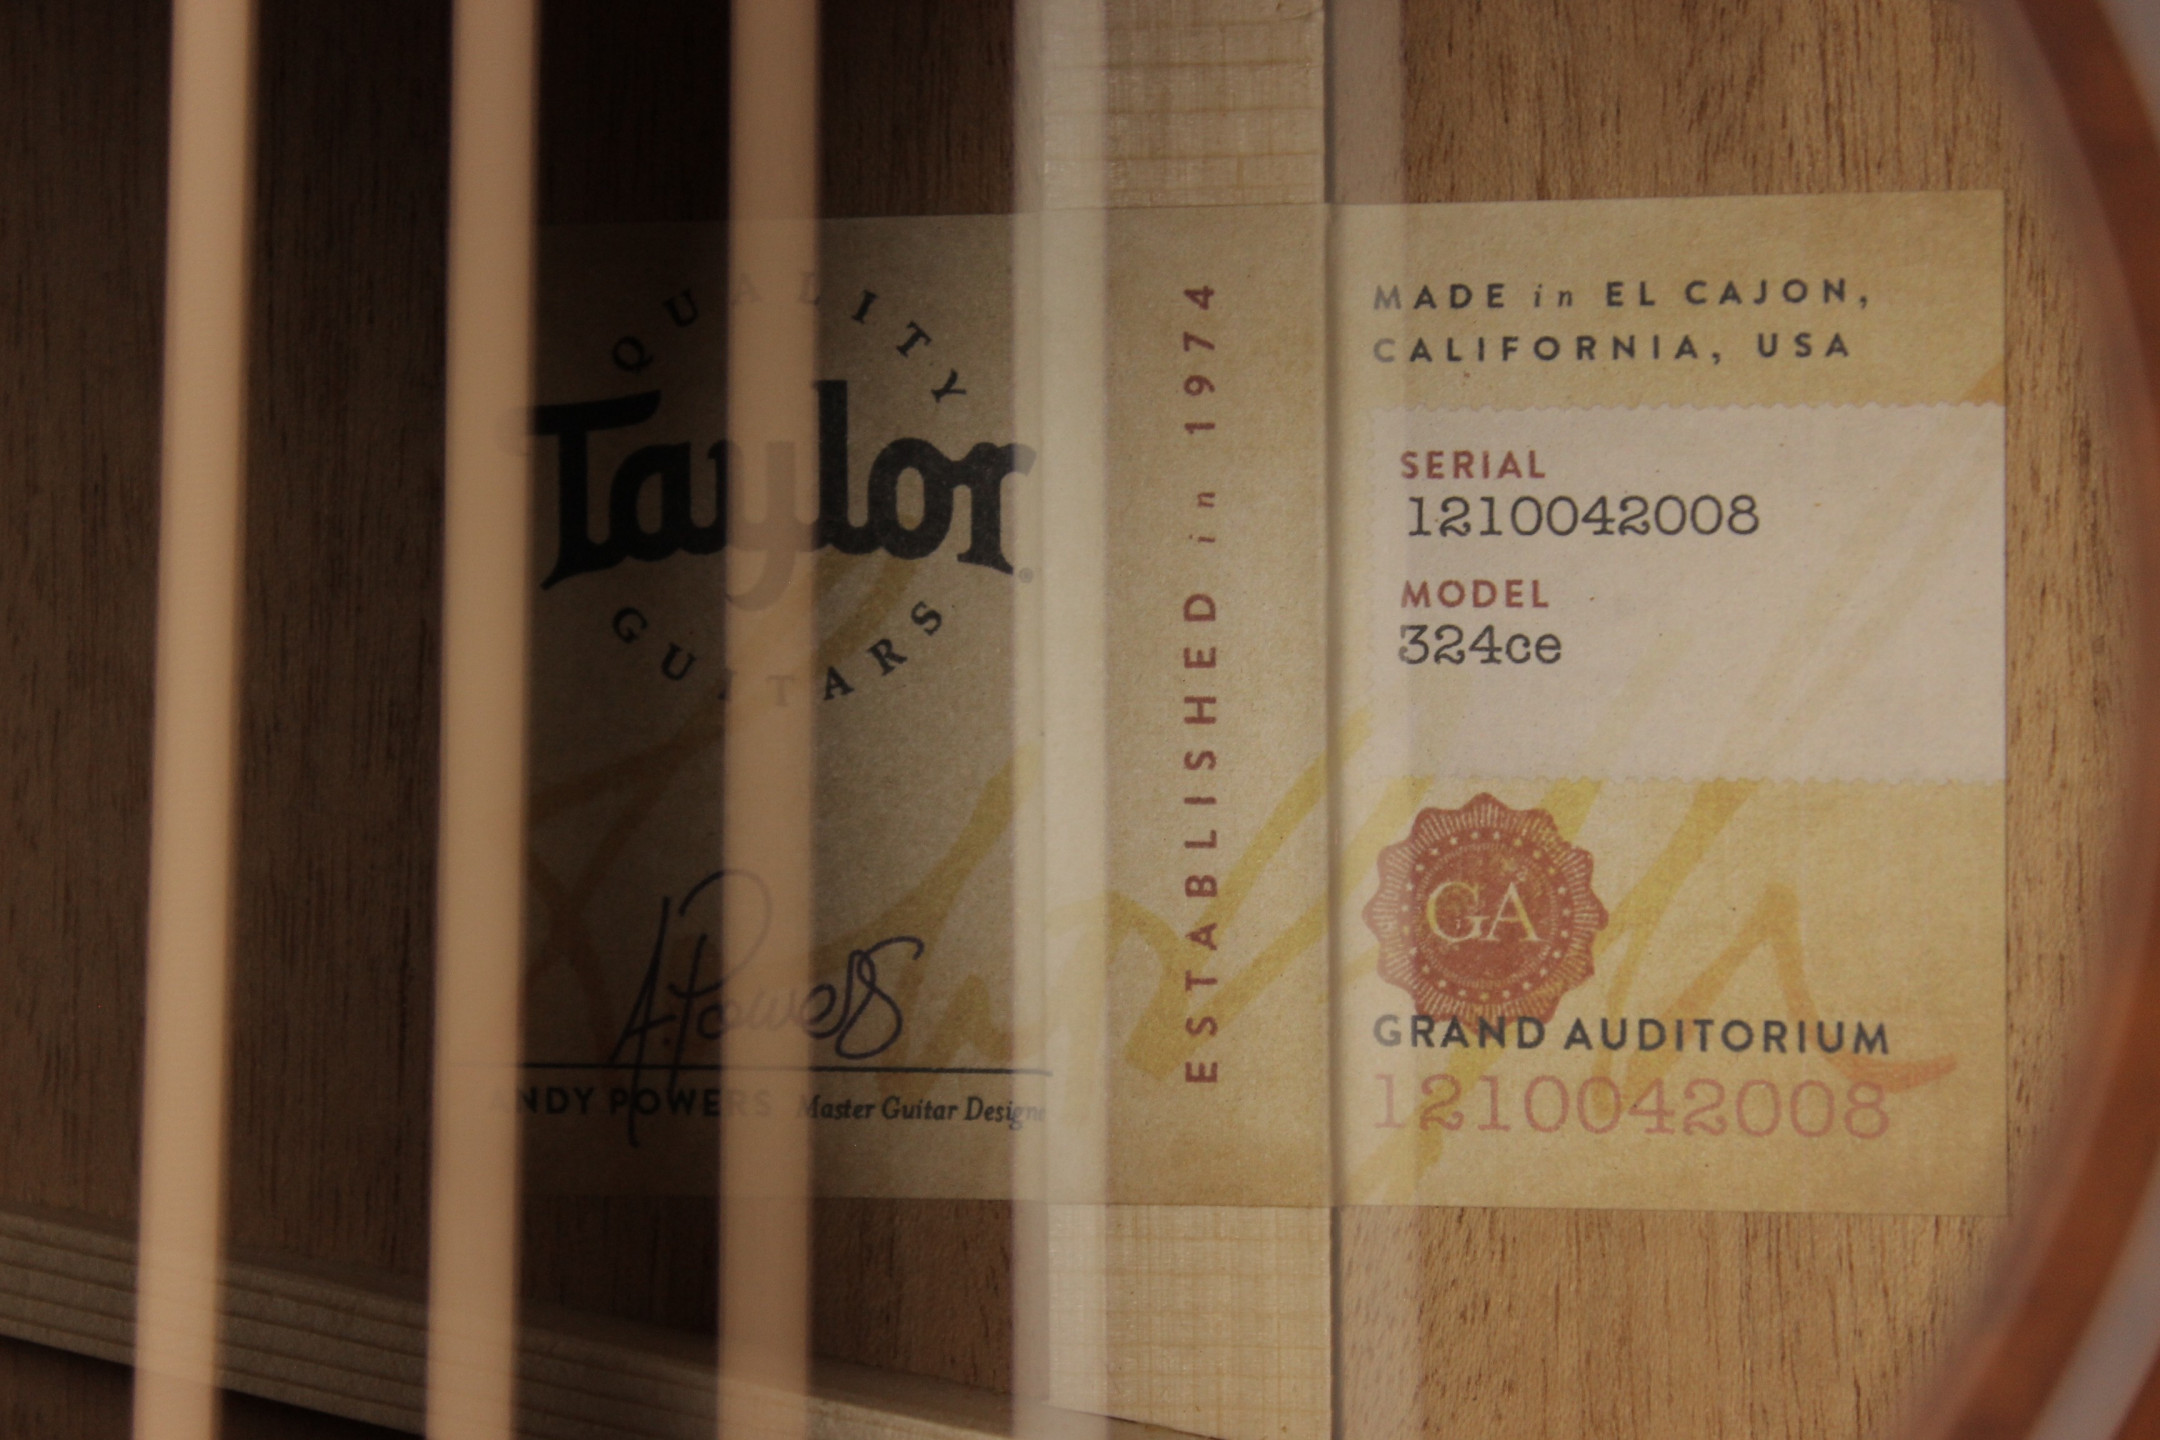 QUALITY
Taylor®
GUITARS
A. Powers
ANDY POWERS Master Guitar Designe
ESTABLISHED in 1974
MADE in EL CAJON,
CALIFORNIA, USA
SERIAL
1210042008
MODEL
324ce
GA
GRAND AUDITORIUM
1210042008